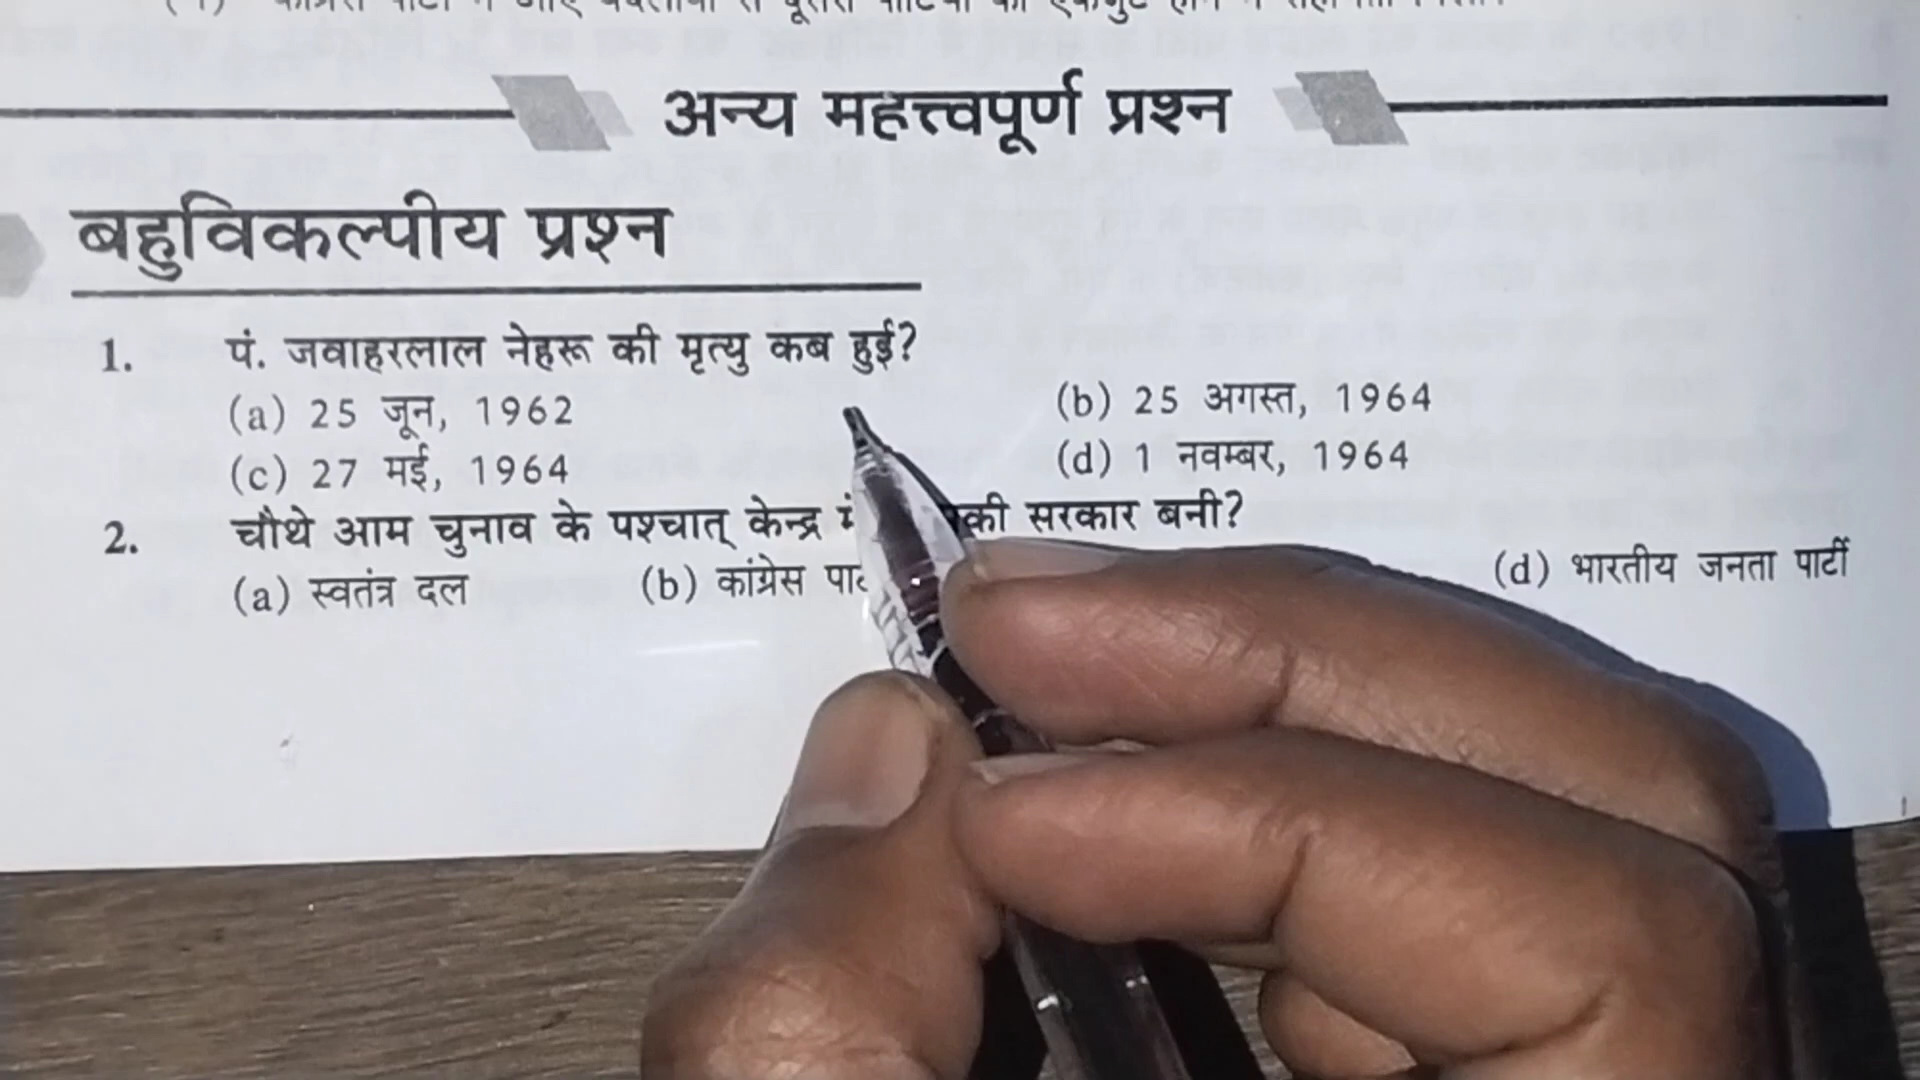 अन्य महत्त्वपूर्ण प्रश्न
बहुविकल्पीय प्रश्न
1. पं. जवाहरलाल नेहरू की मृत्यु कब हुई?
(a) 25 जून, 1962 (b) 25 अगस्त, 1964
(c) 27 मई, 1964 (d) 1 नवम्बर, 1964
2. चौथे आम चुनाव के पश्चात् केन्द्र में सरकार बनी?
(a) स्वतंत्र दल (b) कांग्रेस (d) भारतीय जनता पार्टी